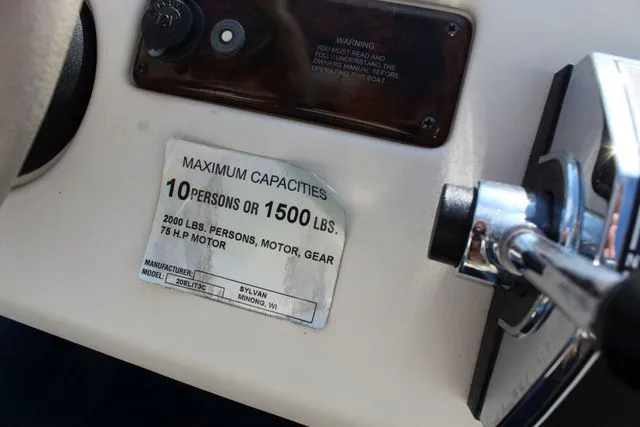 12V
WARNING
YOU MUST READ AND
FULLY UNDERSTAND THE
OWNERS MANUAL BEFORE
OPERATING THIS BOAT
MAXIMUM CAPACITIES
10 PERSONS OR 1500 LBS.
2000 LBS. PERSONS, MOTOR, GEAR
75 H.P MOTOR
MANUFACTURER: SYLVAN
MINONG, WI
MODEL: